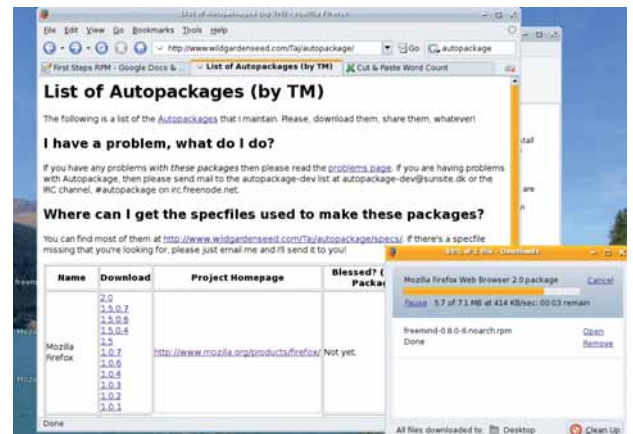 List of Autopackages (by TM) - Mozilla Firefox
File Edit View Go Bookmarks Tools Help
http://www.wildgardenseed.com/Taj/autopackage/ Go autopackage
First Steps RPM - Google Docs & ... List of Autopackages (by TM) Cut & Paste Word Count
List of Autopackages (by TM)
The following is a list of the Autopackages that I maintain. Please, download them, share them, whatever!
I have a problem, what do I do?
If you have any problems with these packages then please read the problems page. If you are having problems
with Autopackage, then please send mail to the autopackage-dev list at autopackage-dev@sunsite.dk or the
IRC channel, #autopackage on irc.freenode.net.
Where can I get the specfiles used to make these packages?
You can find most of them at http://www.wildgardenseed.com/Taj/autopackage/specs/. If there's a specfile
missing that you're looking for, please just email me and I'll send it to you!
Name Download Project Homepage Blessed? (
Packa
Mozilla Firefox
2.0
1.5.0.7
1.5.0.6
1.5.0.4
1.5
1.0.7
1.0.6
1.0.4
1.0.3
1.0.2
1.0.1
http://www.mozilla.org/products/firefox/ Not yet.
Done
Mozilla Firefox Web Browser 2.0 package Cancel
Pause 5.7 of 7.1 MB at 414 KB/sec: 00:03 remain
freemind-0.8.0-6.noarch.rpm Open
Done Remove
All files downloaded to: Desktop Clean Up